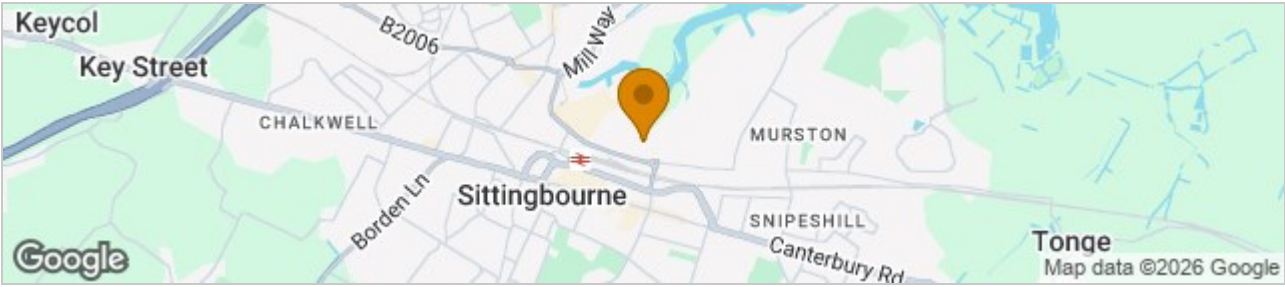 Keycol
B2006
Mill Way
Key Street
CHALKWELL
MURSTON
Borden Ln
Sittingbourne
SNIPESHILL
Canterbury Rd
Tonge
Google
Map data ©2026 Google